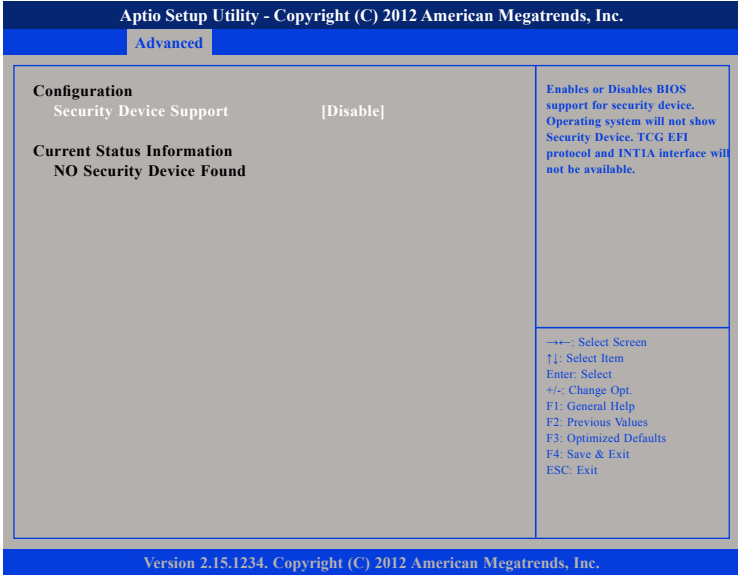 Aptio Setup Utility - Copyright (C) 2012 American Megatrends, Inc.
Advanced
Configuration
Security Device Support [Disable]
Current Status Information
NO Security Device Found
Enables or Disables BIOS
support for security device.
Operating system will not show
Security Device. TCG EFI
protocol and INT1A interface will
not be available.
→←: Select Screen
↑↓: Select Item
Enter: Select
+/-: Change Opt.
F1: General Help
F2: Previous Values
F3: Optimized Defaults
F4: Save & Exit
ESC: Exit
Version 2.15.1234. Copyright (C) 2012 American Megatrends, Inc.